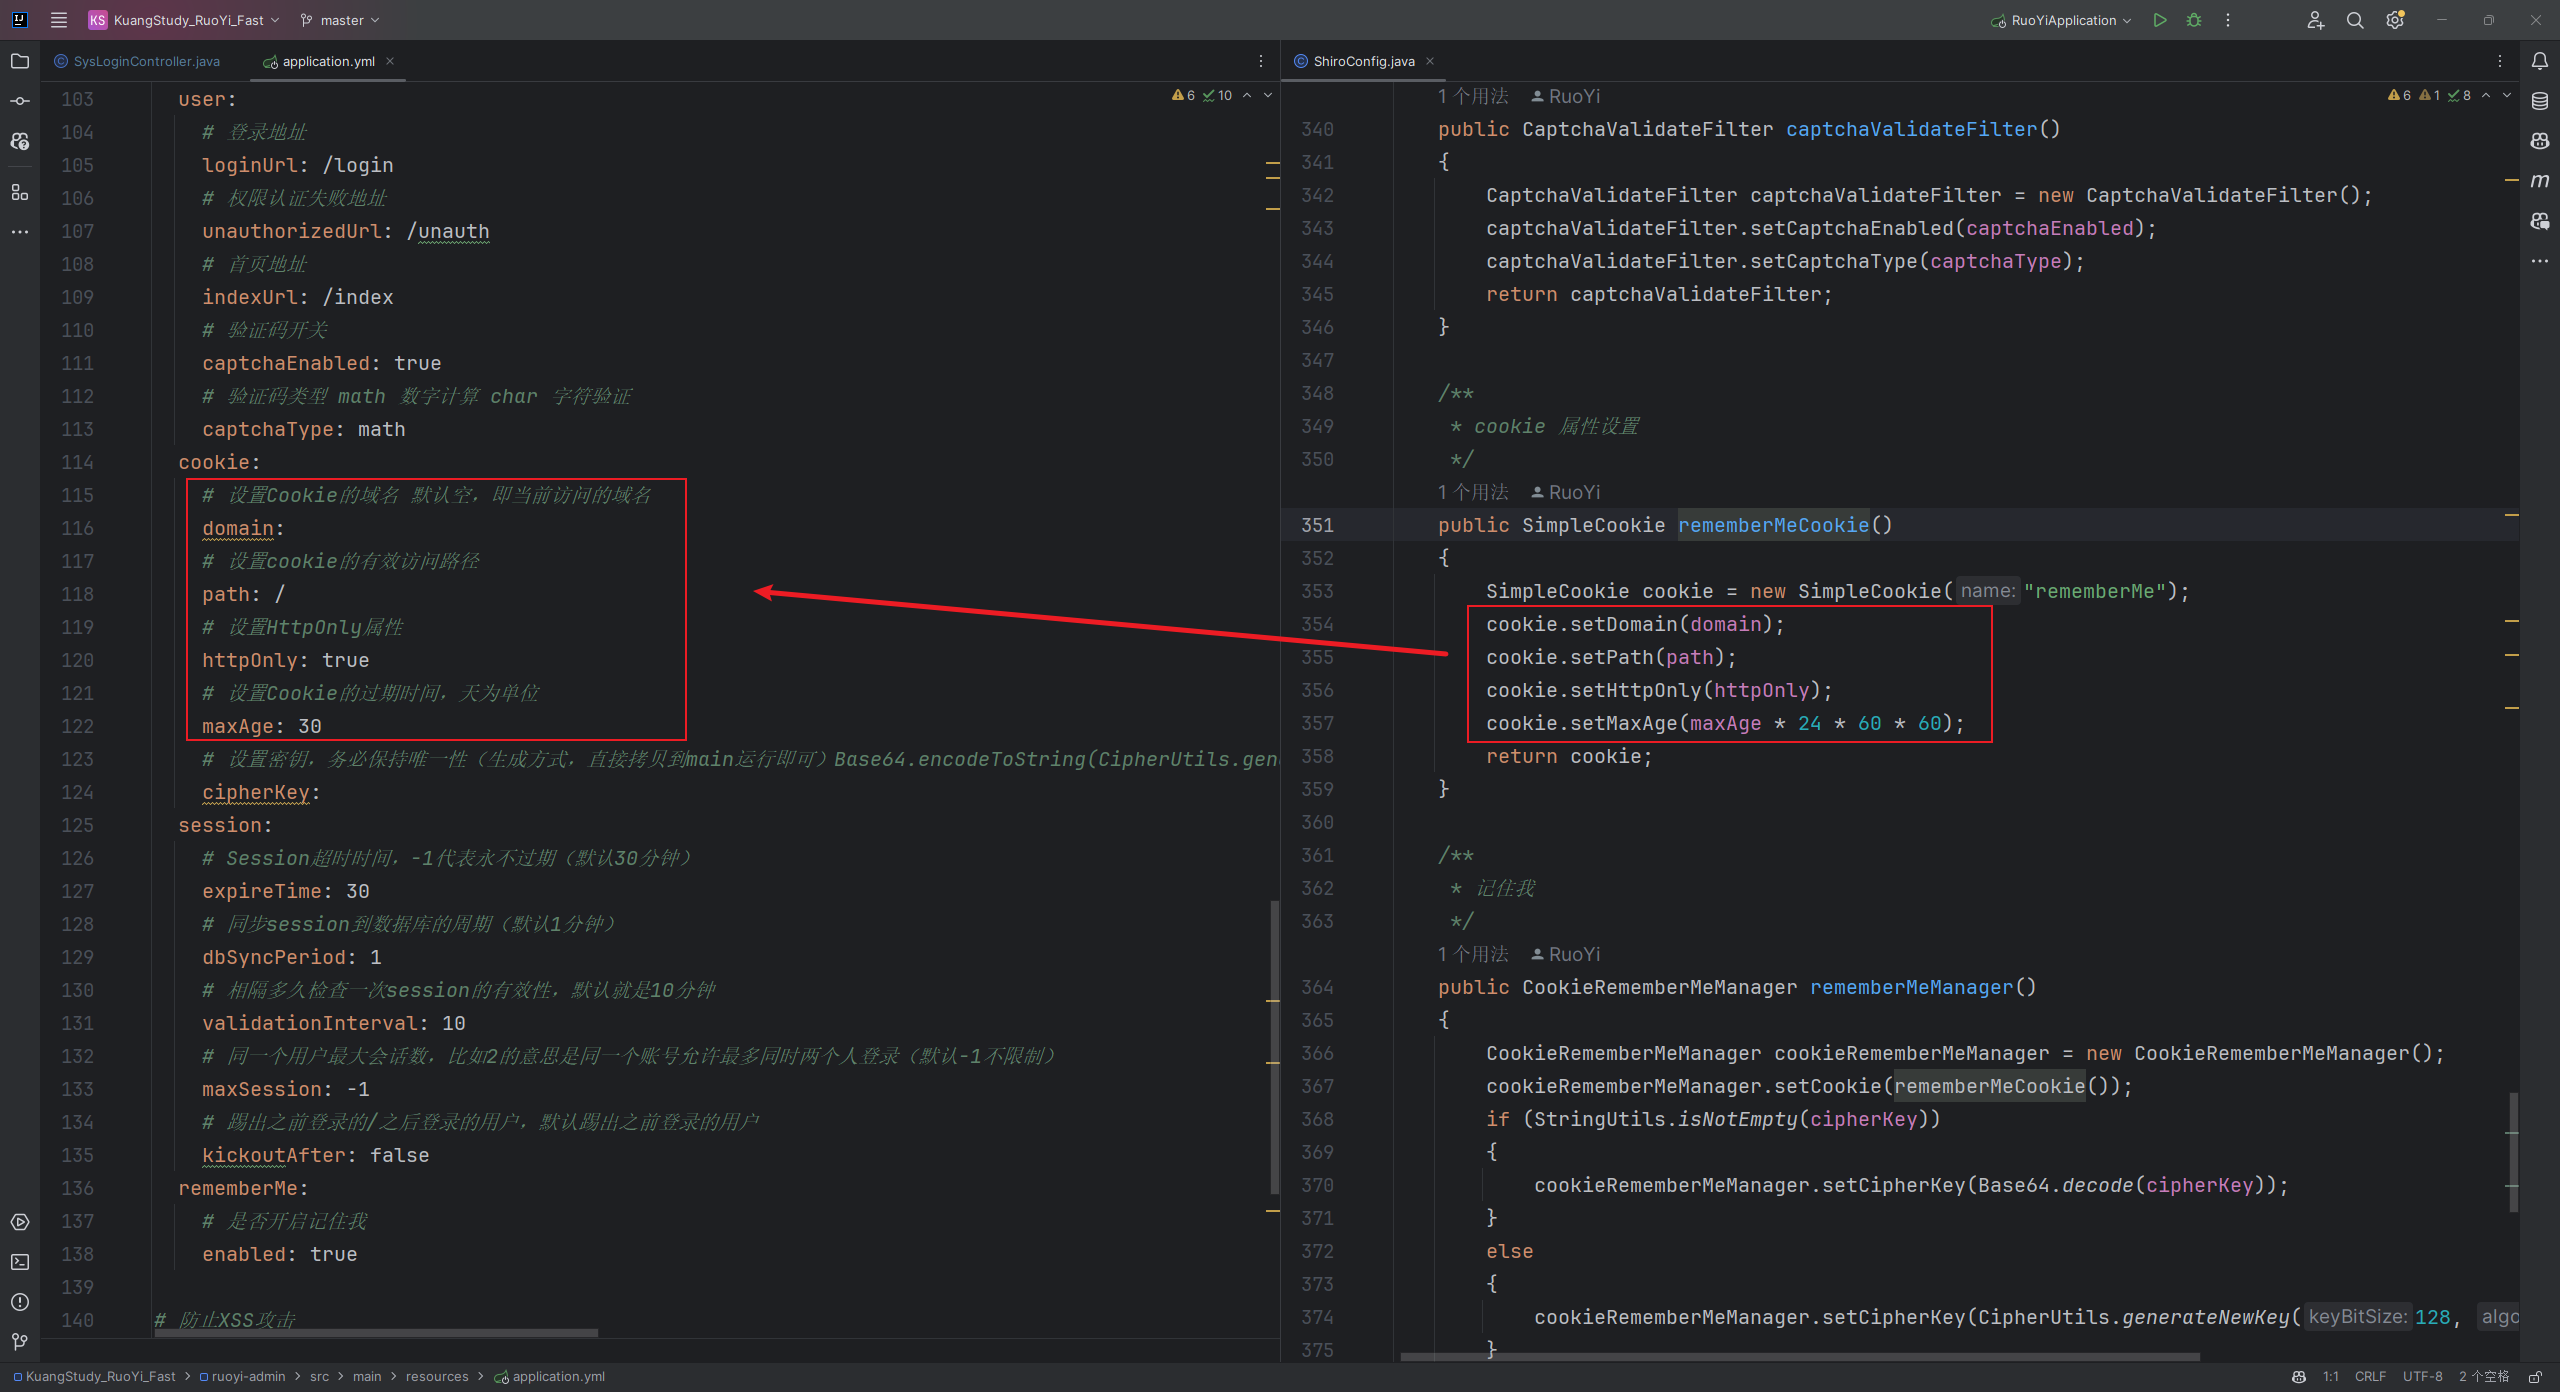 KS KuangStudy_RuoYi_Fast master RuoYiApplication
SysLoginController.java application.yml
6 10
103 user:
104 # 登录地址
105 loginUrl: /login
106 # 权限认证失败地址
107 unauthorizedUrl: /unauth
108 # 首页地址
109 indexUrl: /index
110 # 验证码开关
111 captchaEnabled: true
112 # 验证码类型 math 数字计算 char 字符验证
113 captchaType: math
114 cookie:
115 # 设置Cookie的域名 默认空，即当前访问的域名
116 domain:
117 # 设置cookie的有效访问路径
118 path: /
119 # 设置HttpOnly属性
120 httpOnly: true
121 # 设置Cookie的过期时间，天为单位
122 maxAge: 30
123 # 设置密钥，务必保持唯一性（生成方式，直接拷贝到main运行即可）Base64.encodeToString(CipherUtils.gen
124 cipherKey:
125 session:
126 # Session超时时间，-1代表永不过期（默认30分钟）
127 expireTime: 30
128 # 同步session到数据库的周期（默认1分钟）
129 dbSyncPeriod: 1
130 # 相隔多久检查一次session的有效性，默认就是10分钟
131 validationInterval: 10
132 # 同一个用户最大会话数，比如2的意思是同一个账号允许最多同时两个人登录（默认-1不限制）
133 maxSession: -1
134 # 踢出之前登录的/之后登录的用户，默认踢出之前登录的用户
135 kickoutAfter: false
136 rememberMe:
137 # 是否开启记住我
138 enabled: true
139
140 # 防止XSS攻击
ShiroConfig.java
6 1 8
1 个用法 RuoYi
340 public CaptchaValidateFilter captchaValidateFilter()
341 {
342 CaptchaValidateFilter captchaValidateFilter = new CaptchaValidateFilter();
343 captchaValidateFilter.setCaptchaEnabled(captchaEnabled);
344 captchaValidateFilter.setCaptchaType(captchaType);
345 return captchaValidateFilter;
346 }
347
348 /**
349 * cookie 属性设置
350 */
1 个用法 RuoYi
351 public SimpleCookie rememberMeCookie()
352 {
353 SimpleCookie cookie = new SimpleCookie( name: "rememberMe");
354 cookie.setDomain(domain);
355 cookie.setPath(path);
356 cookie.setHttpOnly(httpOnly);
357 cookie.setMaxAge(maxAge * 24 * 60 * 60);
358 return cookie;
359 }
360
361 /**
362 * 记住我
363 */
1 个用法 RuoYi
364 public CookieRememberMeManager rememberMeManager()
365 {
366 CookieRememberMeManager cookieRememberMeManager = new CookieRememberMeManager();
367 cookieRememberMeManager.setCookie(rememberMeCookie());
368 if (StringUtils.isNotEmpty(cipherKey))
369 {
370 cookieRememberMeManager.setCipherKey(Base64.decode(cipherKey));
371 }
372 else
373 {
374 cookieRememberMeManager.setCipherKey(CipherUtils.generateNewKey( keyBitSize: 128, algo
375 }
KuangStudy_RuoYi_Fast > ruoyi-admin > src > main > resources > application.yml
1:1 CRLF UTF-8 2 个空格